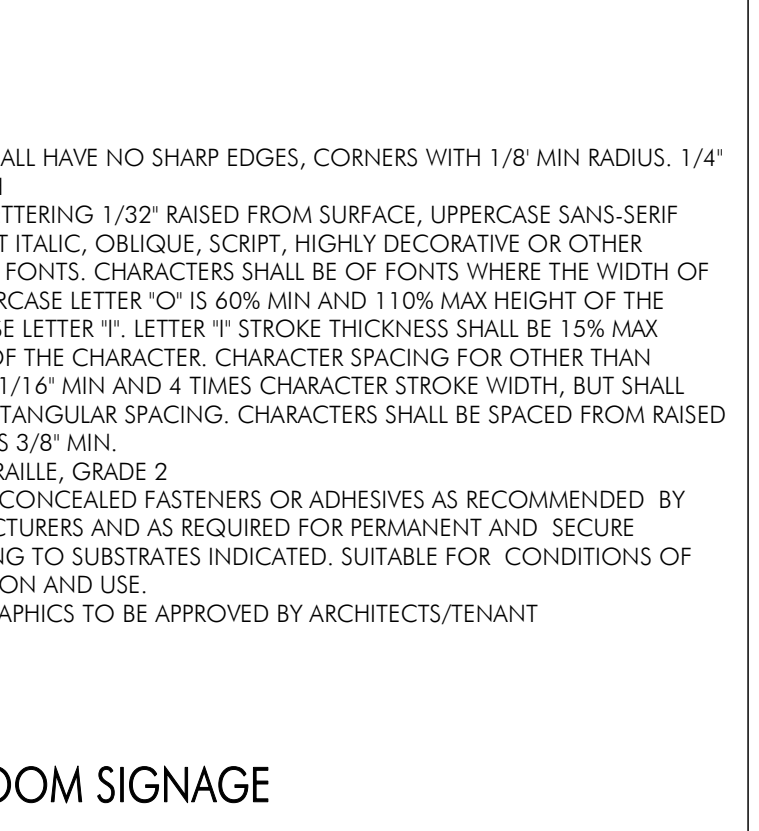 ALL HAVE NO SHARP EDGES, CORNERS WITH 1/8' MIN RADIUS. 1/4"
TTERING 1/32" RAISED FROM SURFACE, UPPERCASE SANS-SERIF
T ITALIC, OBLIQUE, SCRIPT, HIGHLY DECORATIVE OR OTHER
FONTS. CHARACTERS SHALL BE OF FONTS WHERE THE WIDTH OF
RCASE LETTER "O" IS 60% MIN AND 110% MAX HEIGHT OF THE
SE LETTER "I". LETTER "I" STROKE THICKNESS SHALL BE 15% MAX
OF THE CHARACTER. CHARACTER SPACING FOR OTHER THAN
1/16" MIN AND 4 TIMES CHARACTER STROKE WIDTH, BUT SHALL
TANGULAR SPACING. CHARACTERS SHALL BE SPACED FROM RAISED
S 3/8" MIN.
RAILLE, GRADE 2
CONCEALED FASTENERS OR ADHESIVES AS RECOMMENDED BY
CTURERS AND AS REQUIRED FOR PERMANENT AND SECURE
NG TO SUBSTRATES INDICATED. SUITABLE FOR CONDITIONS OF
ON AND USE.
APHICS TO BE APPROVED BY ARCHITECTS/TENANT
OOM SIGNAGE